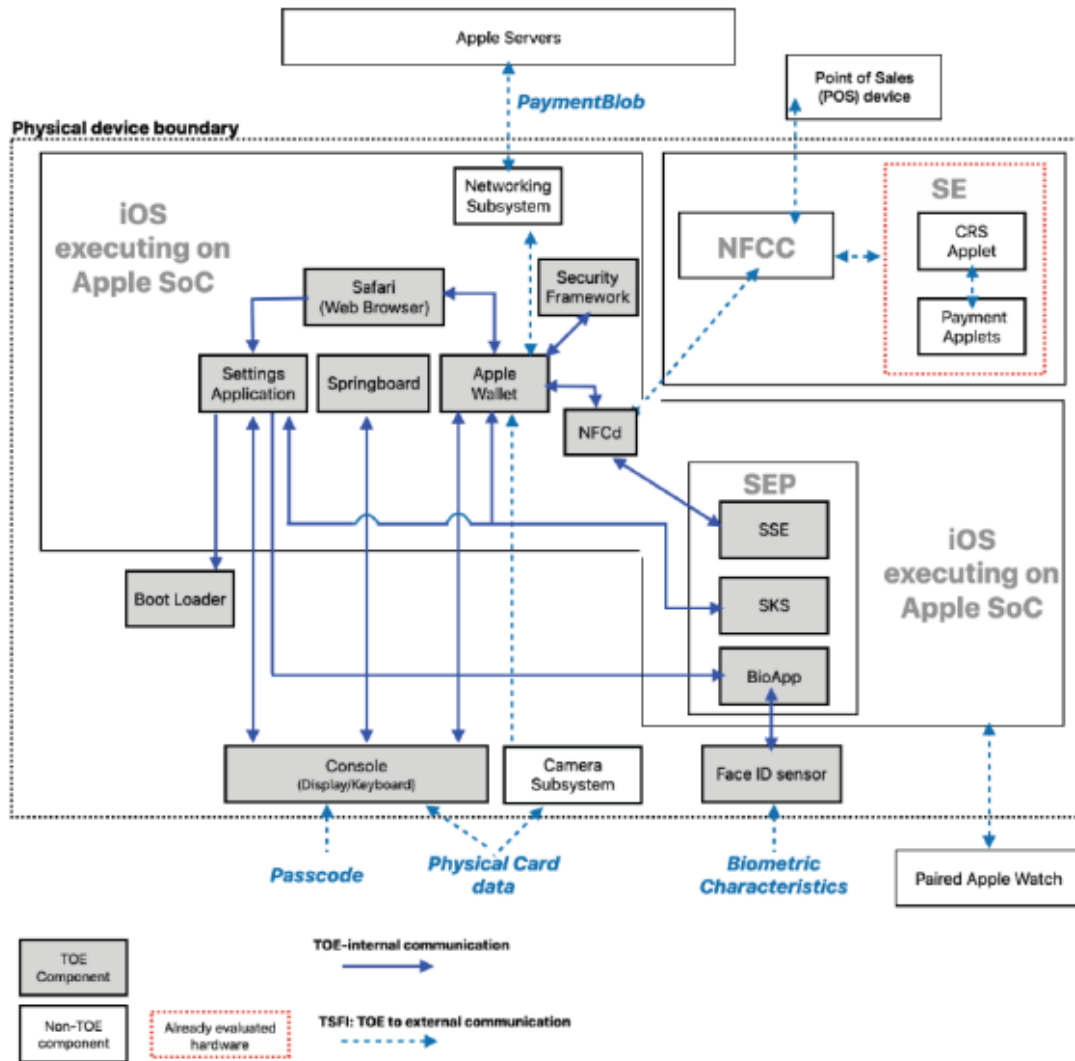 Apple Servers
Point of Sales
(POS) device
PaymentBlob
Physical device boundary
iOS
executing on
Apple SoC
Networking
Subsystem
SE
NFCC
CRS
Applet
Payment
Applets
Safari
(Web Browser)
Security
Framework
Settings
Application
Springboard
Apple
Wallet
NFCd
SEP
SSE
iOS
executing on
Apple SoC
Boot Loader
SKS
BioApp
Console
(Display/Keyboard)
Camera
Subsystem
Face ID sensor
Passcode
Physical Card
data
Biometric
Characteristics
Paired Apple Watch
TOE
Component
TOE-internal communication
Non-TOE
component
Already evaluated
hardware
TSFI: TOE to external communication